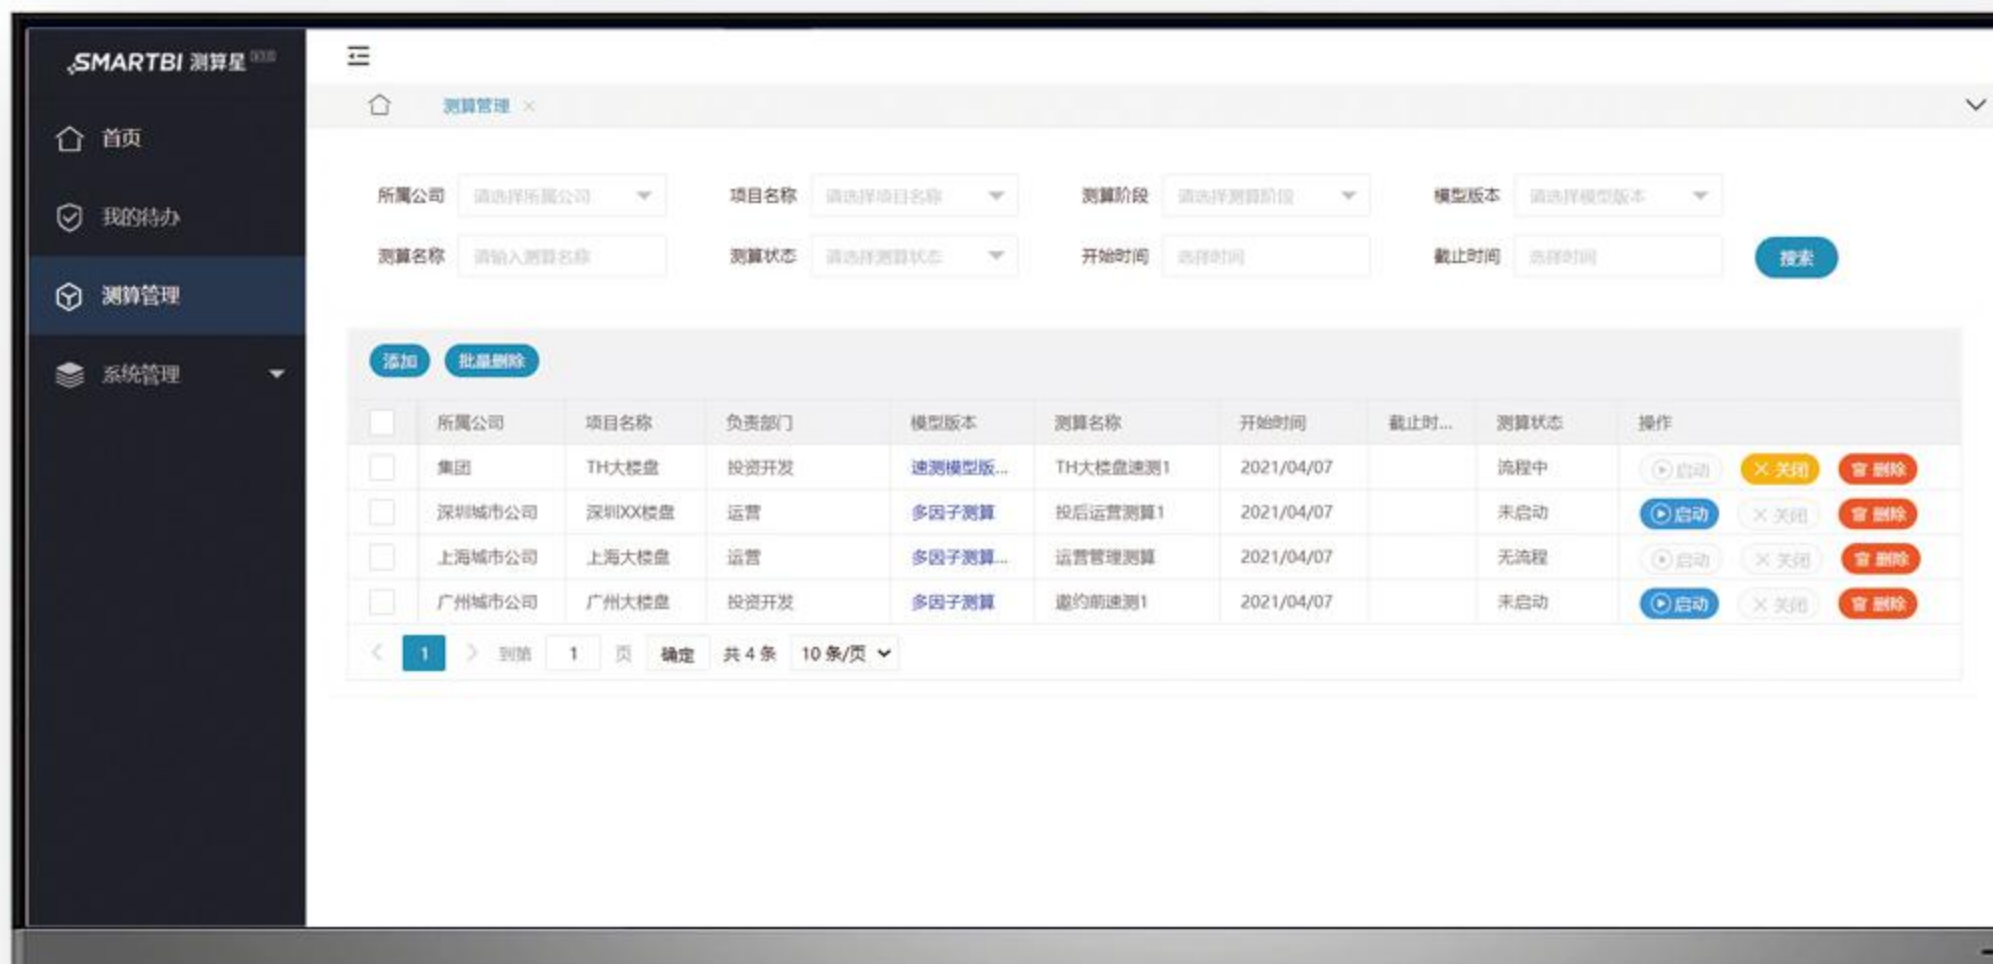 SMARTBI 测算星
首页
我的待办
测算管理
系统管理
测算管理 ×
所属公司 请选择所属公司 项目名称 请选择项目名称 测算阶段 请选择测算阶段 模型版本 请选择模型版本
测算名称 请输入测算名称 测算状态 请选择测算状态 开始时间 选择时间 截止时间 选择时间 搜索
添加 批量删除
所属公司 项目名称 负责部门 模型版本 测算名称 开始时间 截止时... 测算状态 操作
集团 TH大楼盘 投资开发 速测模型版... TH大楼盘速测1 2021/04/07 流程中 启动 × 关闭 删除
深圳城市公司 深圳XX楼盘 运营 多因子测算 投后运营测算1 2021/04/07 未启动 启动 × 关闭 删除
上海城市公司 上海大楼盘 运营 多因子测算... 运营管理测算 2021/04/07 无流程 启动 × 关闭 删除
广州城市公司 广州大楼盘 投资开发 多因子测算 邀约前速测1 2021/04/07 未启动 启动 × 关闭 删除
< 1 > 到第 1 页 确定 共 4 条 10 条/页